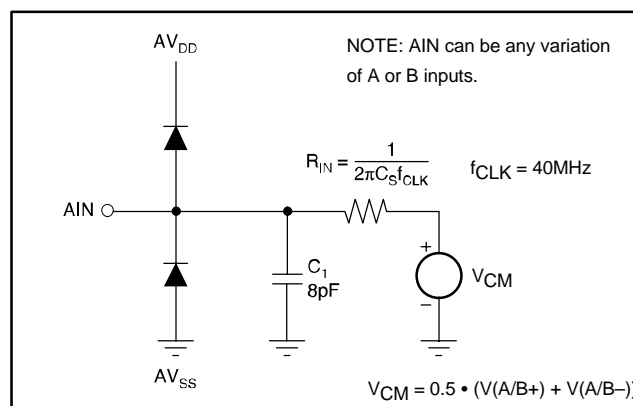 AVDD
NOTE: AIN can be any variation
of A or B inputs.
RIN = 1
2πCSfCLK
fCLK = 40MHz
AIN
C1
8pF
+
VCM
−
AVSS
VCM = 0.5 • (V(A/B+) + V(A/B−))